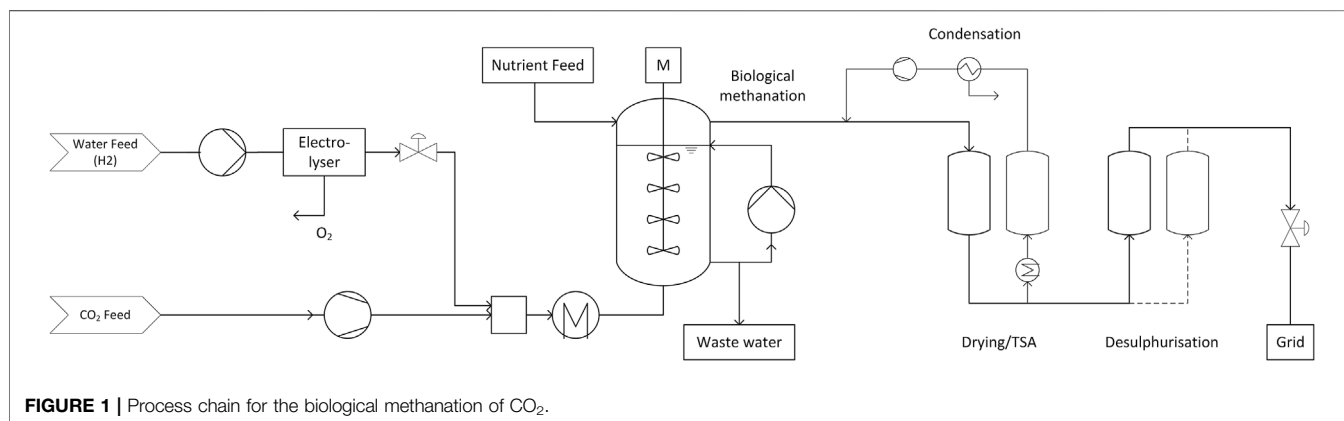 Condensation
Nutrient Feed
M
Biological
methanation
Water Feed
(H2)
Electro-
lyser
O₂
CO₂ Feed
Waste water
Drying/TSA
Desulphurisation
Grid
FIGURE 1 | Process chain for the biological methanation of CO₂.